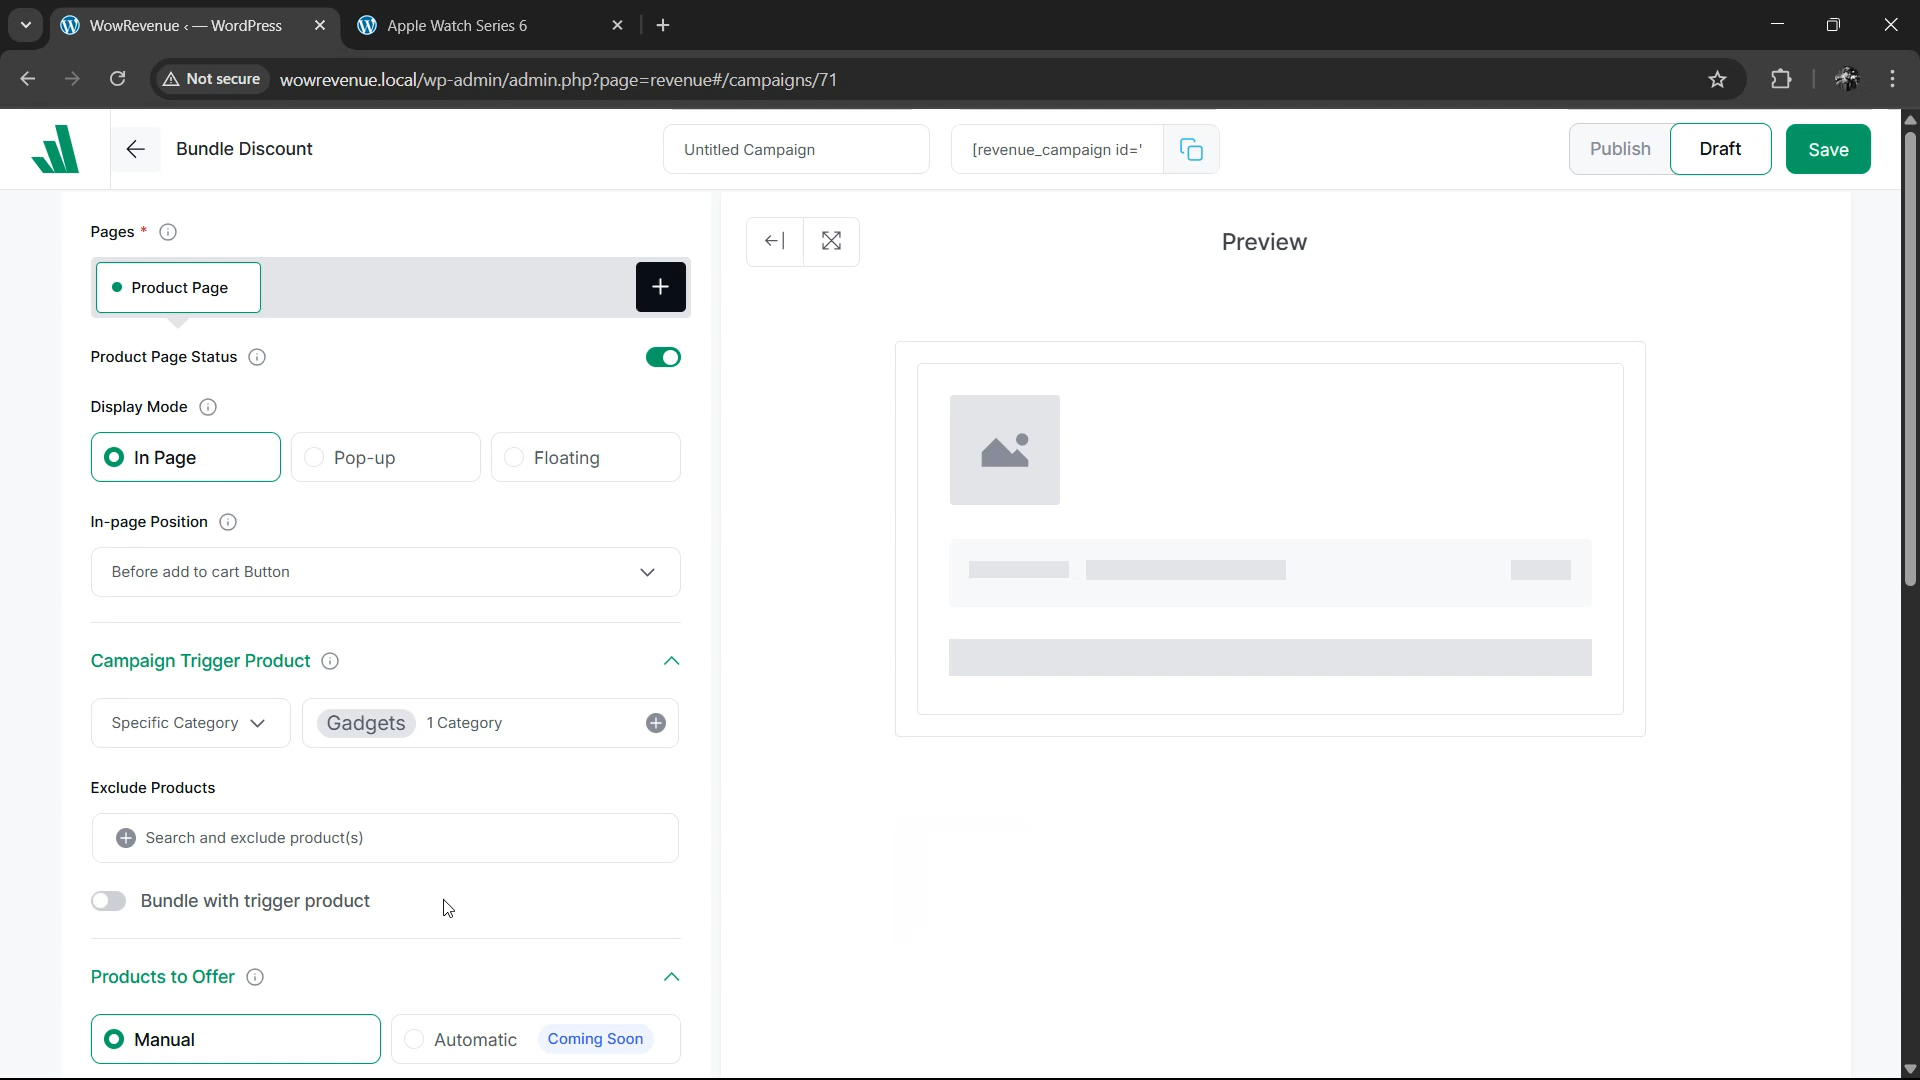 WowRevenue ‹ — WordPress
Apple Watch Series 6
Not secure
wowrevenue.local/wp-admin/admin.php?page=revenue#/campaigns/71
Bundle Discount
Untitled Campaign
[revenue_campaign id='
Publish
Draft
Save
Pages *
Product Page
Product Page Status
Display Mode
In Page
Pop-up
Floating
In-page Position
Before add to cart Button
Campaign Trigger Product
Specific Category
Gadgets 1 Category
Exclude Products
Search and exclude product(s)
Bundle with trigger product
Products to Offer
Manual
Automatic
Coming Soon
Preview